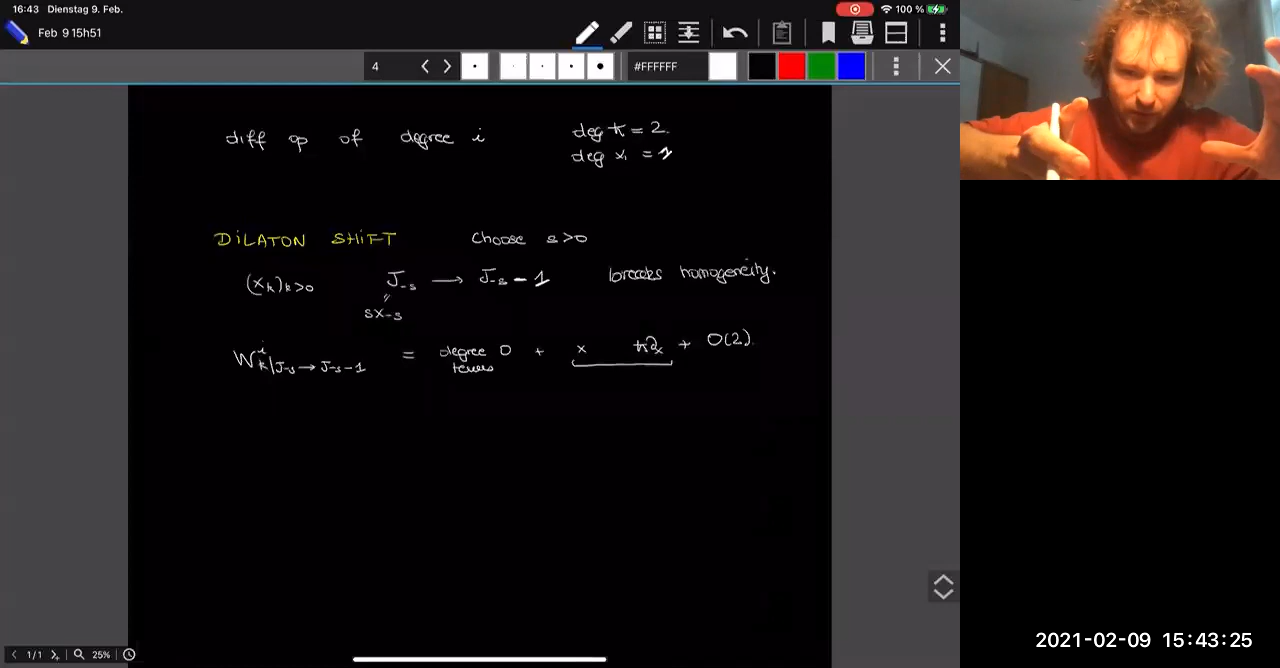 16:43 Dienstag 9. Feb.
100 %
Feb 9 15h51
4
#FFFFFF
diff op of degree i
deg ħ = 2.
deg xᵢ = 1
DILATON SHIFT choose s>0
(xₖ)ₖ>0 J₋ₛ → J₋ₛ - 1 breaks homogeneity.
=
sx₋ₛ
Wⁱₖ|J₋ₛ→J₋ₛ-1 = degree 0 + x ħ∂ₓ + O(2).
terms
1/1
25%
2021-02-09 15:43:25